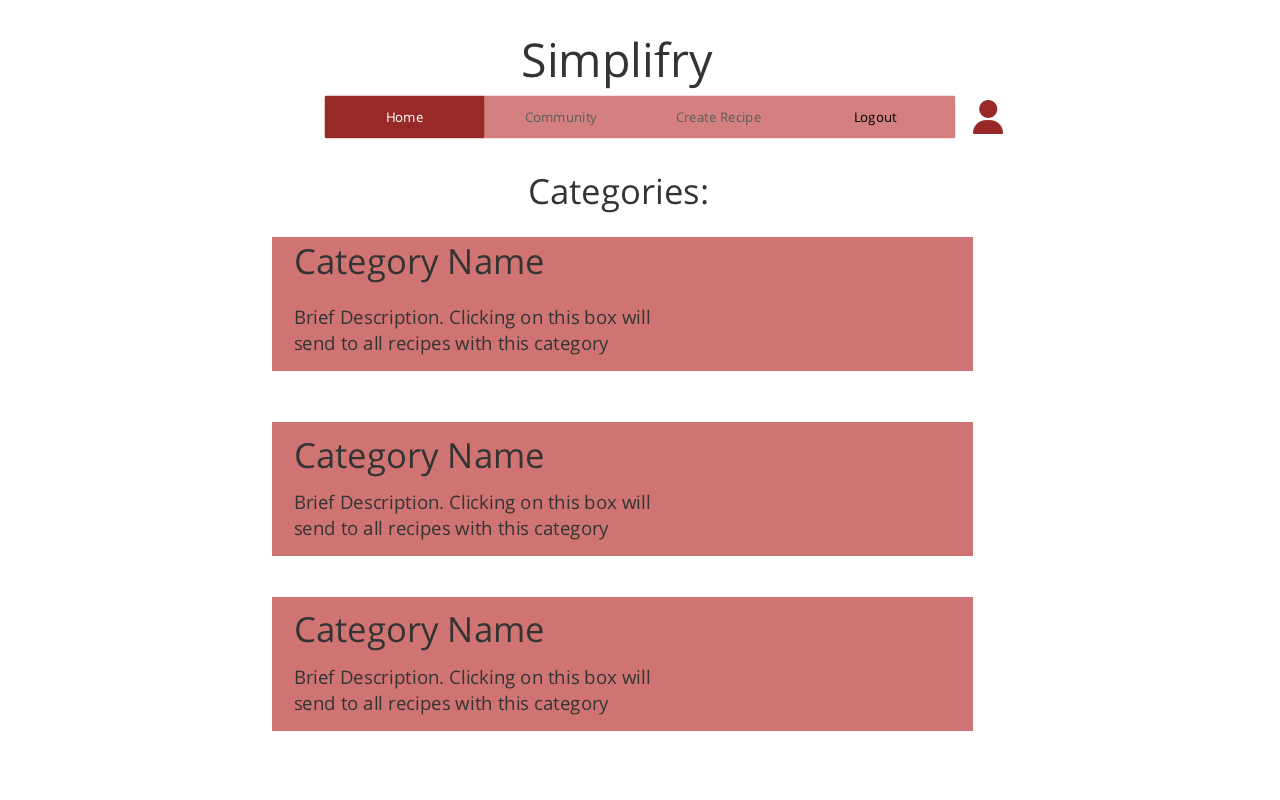 Simplifry
Home Community Create Recipe Logout
Categories:
Category Name
Brief Description. Clicking on this box will
send to all recipes with this category
Category Name
Brief Description. Clicking on this box will
send to all recipes with this category
Category Name
Brief Description. Clicking on this box will
send to all recipes with this category